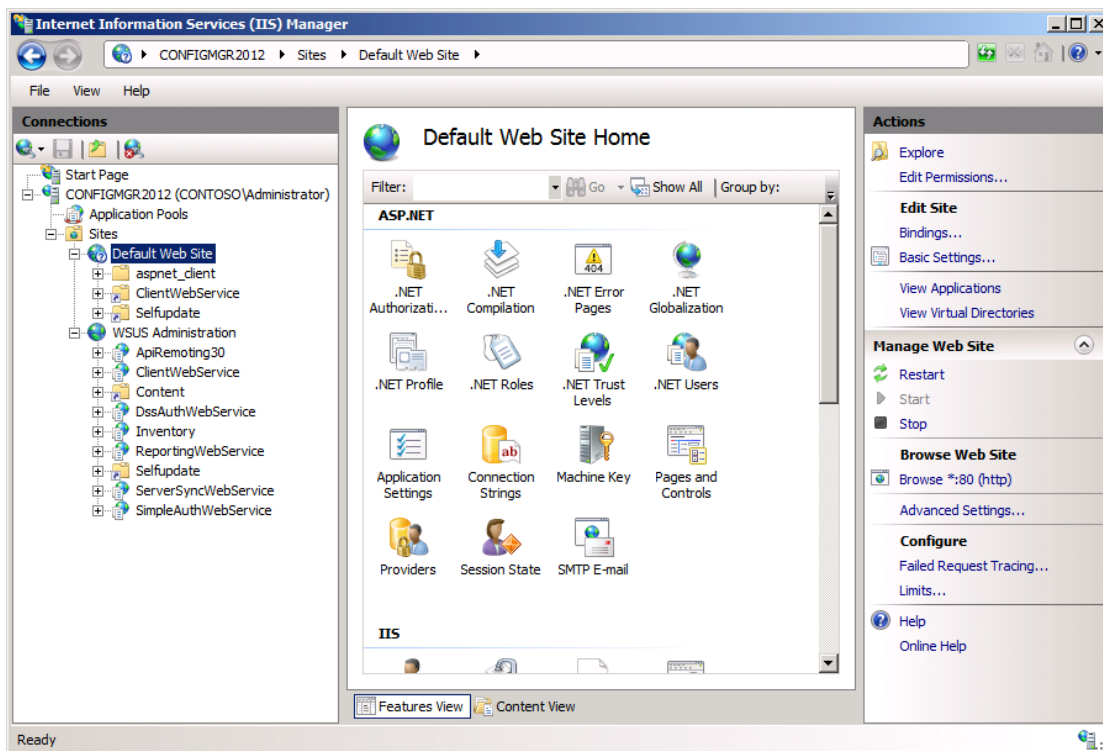 Internet Information Services (IIS) Manager
CONFIGMGR2012 Sites Default Web Site
File View Help
Connections
Start Page
CONFIGMGR2012 (CONTOSO\Administrator)
Application Pools
Sites
Default Web Site
aspnet_client
ClientWebService
Selfupdate
WSUS Administration
ApiRemoting30
ClientWebService
Content
DssAuthWebService
Inventory
ReportingWebService
Selfupdate
ServerSyncWebService
SimpleAuthWebService
Default Web Site Home
Filter: Go Show All Group by:
ASP.NET
.NET Authorizati...
.NET Compilation
404
.NET Error Pages
.NET Globalization
.NET Profile
.NET Roles
.NET Trust Levels
.NET Users
Application Settings
ab
Connection Strings
Machine Key
Pages and Controls
Providers
Session State
SMTP E-mail
IIS
Features View
Content View
Actions
Explore
Edit Permissions...
Edit Site
Bindings...
Basic Settings...
View Applications
View Virtual Directories
Manage Web Site
Restart
Start
Stop
Browse Web Site
Browse *:80 (http)
Advanced Settings...
Configure
Failed Request Tracing...
Limits...
Help
Online Help
Ready